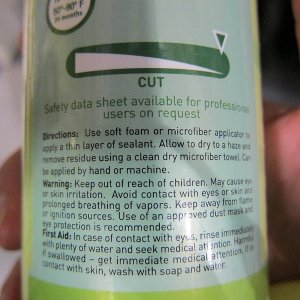 50°-90° F
24 months
CUT
Safety data sheet available for professional
users on request
Directions: Use soft foam or microfiber applicator to
apply a thin layer of sealant. Allow to dry to a haze and
remove residue using a clean dry microfiber towel. Can
be applied by hand or machine.
Warning: Keep out of reach of children. May cause eye
or skin irritation. Avoid contact with eyes or skin and
prolonged breathing of vapors. Keep away from flame
or ignition sources. Use of an approved dust mask and
eye protection is recommended.
First Aid: In case of contact with eyes, rinse immediately
with plenty of water and seek medical attention. Harmful
if swallowed – get immediate medical attention. If in
contact with skin, wash with soap and water.